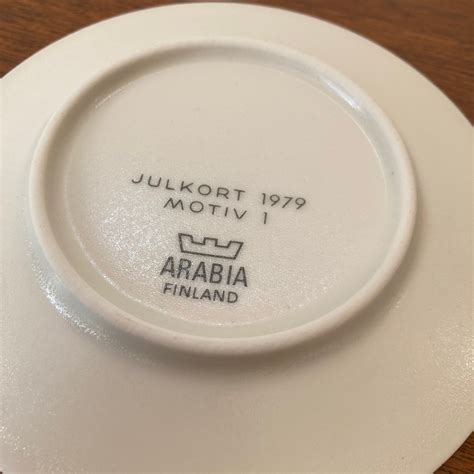 JULKORT 1979
MOTIV 1
ARABIA
FINLAND